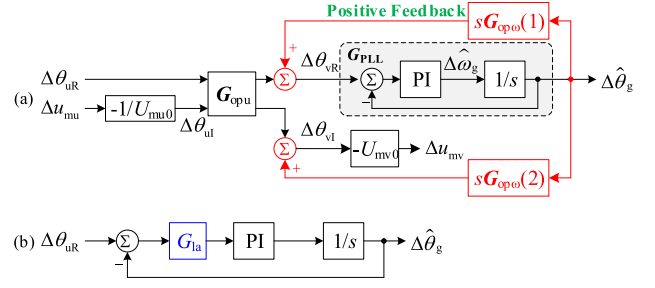 Positive Feedback
sG_opω(1)
G_PLL
Δθ_uR
Σ
Δθ_vR
Σ
PI
Δω̂_g
1/s
Δθ̂_g
(a)
G_opu
Δu_mu
-1/U_mu0
Δθ_uI
Δθ_vI
Σ
-U_mv0
Δu_mv
sG_opω(2)
(b) Δθ_uR
Σ
G_la
PI
1/s
Δθ̂_g